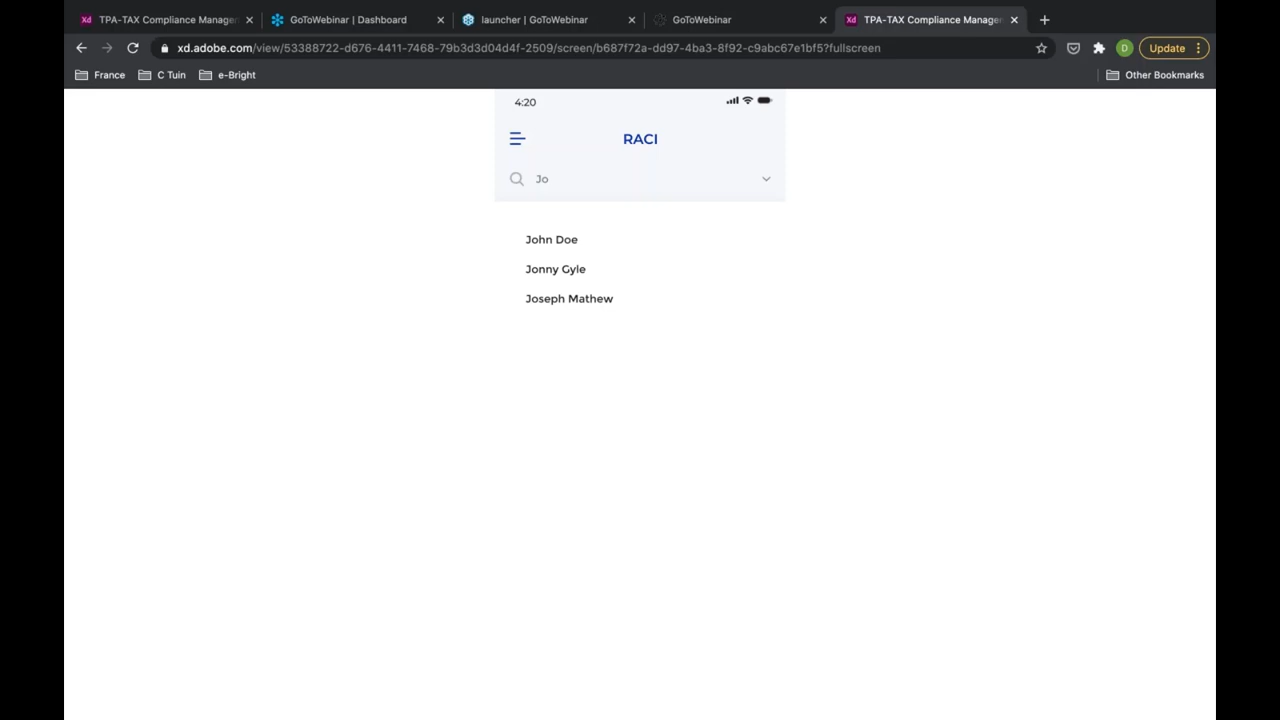 TPA-TAX Compliance Manager
GoToWebinar | Dashboard
launcher | GoToWebinar
GoToWebinar
TPA-TAX Compliance Manager
xd.adobe.com/view/53388722-d676-4411-7468-79b3d3d04d4f-2509/screen/b687f72a-dd97-4ba3-8f92-c9abc67e1bf5?fullscreen
D
Update
France
C Tuin
e-Bright
Other Bookmarks
4:20
RACI
Jo
John Doe
Jonny Gyle
Joseph Mathew